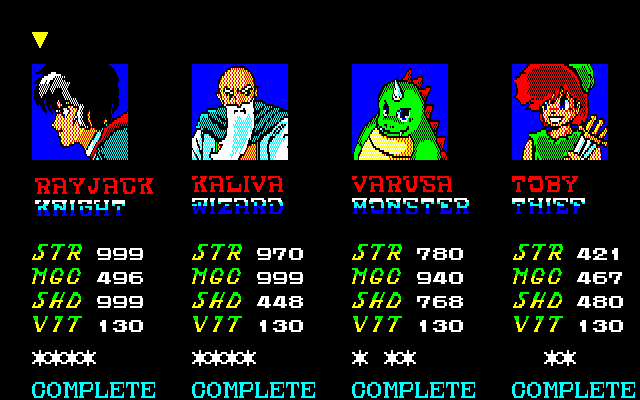 RAYJACK KALIVA VARUSA TOBY
KNIGHT WIZARD MONSTER THIEF
STR 999 STR 970 STR 780 STR 421
MGC 496 MGC 999 MGC 940 MGC 467
SHD 999 SHD 448 SHD 768 SHD 480
VIT 130 VIT 130 VIT 130 VIT 130
**** **** * ** **
COMPLETE COMPLETE COMPLETE COMPLETE